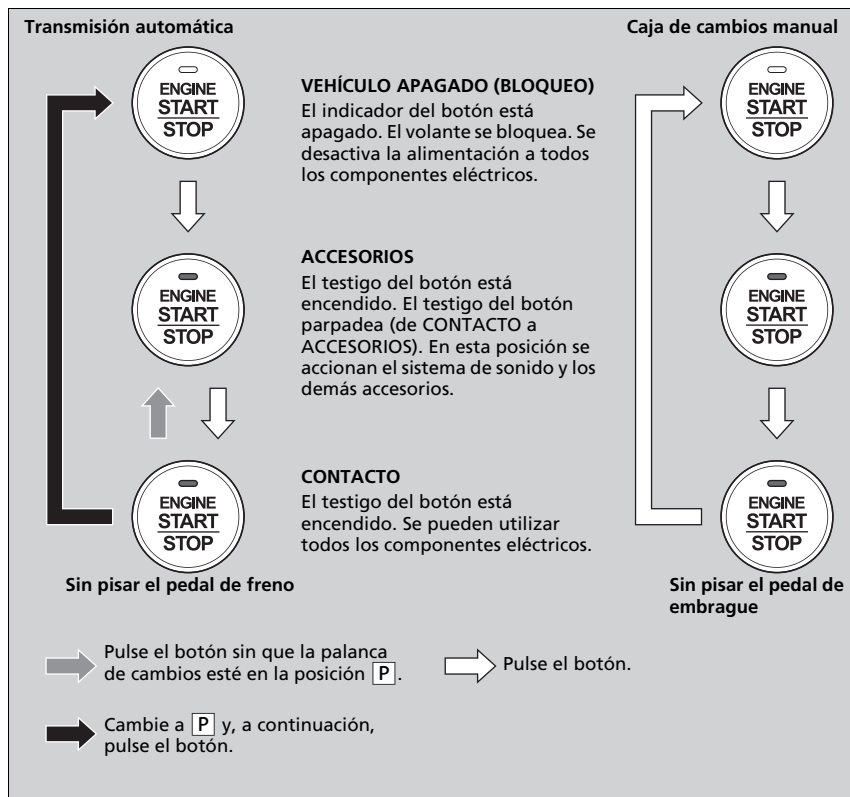 Transmisión automática
Caja de cambios manual
ENGINE
START
STOP
VEHÍCULO APAGADO (BLOQUEO)
El indicador del botón está
apagado. El volante se bloquea. Se
desactiva la alimentación a todos
los componentes eléctricos.
ENGINE
START
STOP
ENGINE
START
STOP
ACCESORIOS
El testigo del botón está
encendido. El testigo del botón
parpadea (de CONTACTO a
ACCESORIOS). En esta posición se
accionan el sistema de sonido y los
demás accesorios.
ENGINE
START
STOP
ENGINE
START
STOP
CONTACTO
El testigo del botón está
encendido. Se pueden utilizar
todos los componentes eléctricos.
ENGINE
START
STOP
Sin pisar el pedal de freno
Sin pisar el pedal de
embrague
Pulse el botón sin que la palanca
de cambios esté en la posición P.
Pulse el botón.
Cambie a P y, a continuación,
pulse el botón.